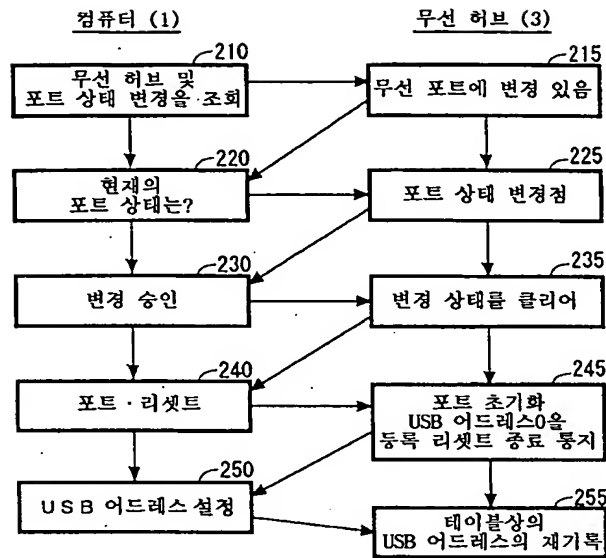 컴퓨터 (1)
무선 허브 (3)
210
무선 허브 및
포트 상태 변경을 조회
215
무선 포트에 변경 있음
220
현재의
포트 상태는?
225
포트 상태 변경점
230
변경 승인
235
변경 상태를 클리어
240
포트·리셋트
245
포트 초기화
USB 어드레스0을
등록 리셋트 종료 통지
250
USB 어드레스 설정
255
테이블상의
USB 어드레스의 재기록